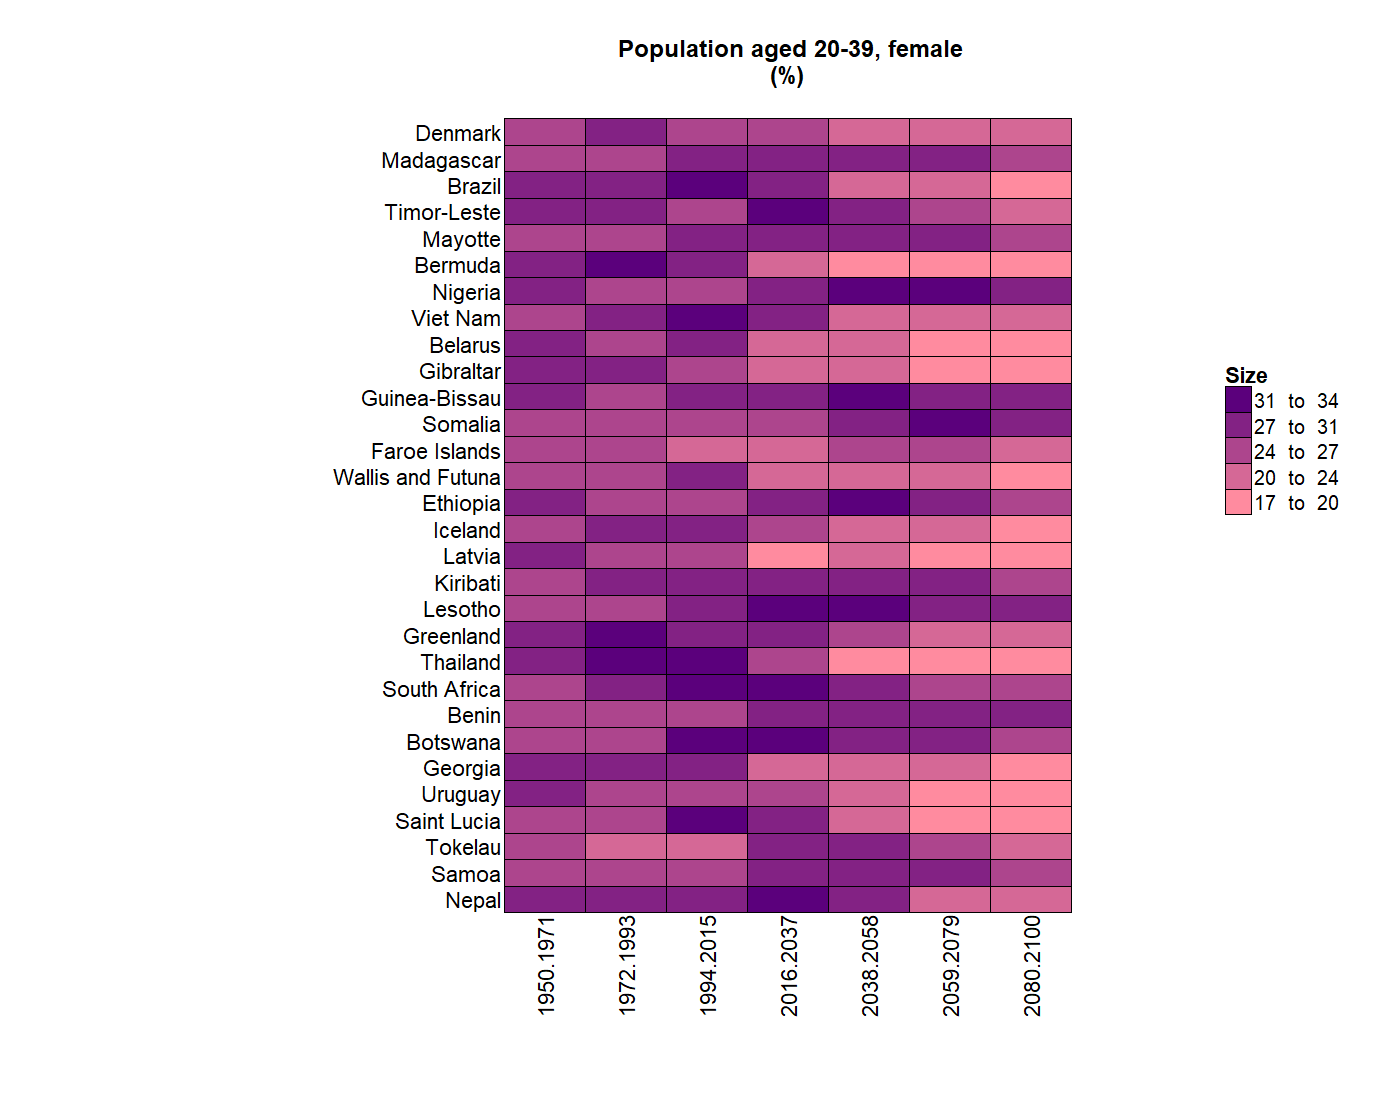 Population aged 20-39, female
(%)
Denmark
Madagascar
Brazil
Timor-Leste
Mayotte
Bermuda
Nigeria
Viet Nam
Belarus
Gibraltar
Guinea-Bissau
Somalia
Faroe Islands
Wallis and Futuna
Ethiopia
Iceland
Latvia
Kiribati
Lesotho
Greenland
Thailand
South Africa
Benin
Botswana
Georgia
Uruguay
Saint Lucia
Tokelau
Samoa
Nepal
1950.1971
1972.1993
1994.2015
2016.2037
2038.2058
2059.2079
2080.2100
Size
31 to 34
27 to 31
24 to 27
20 to 24
17 to 20